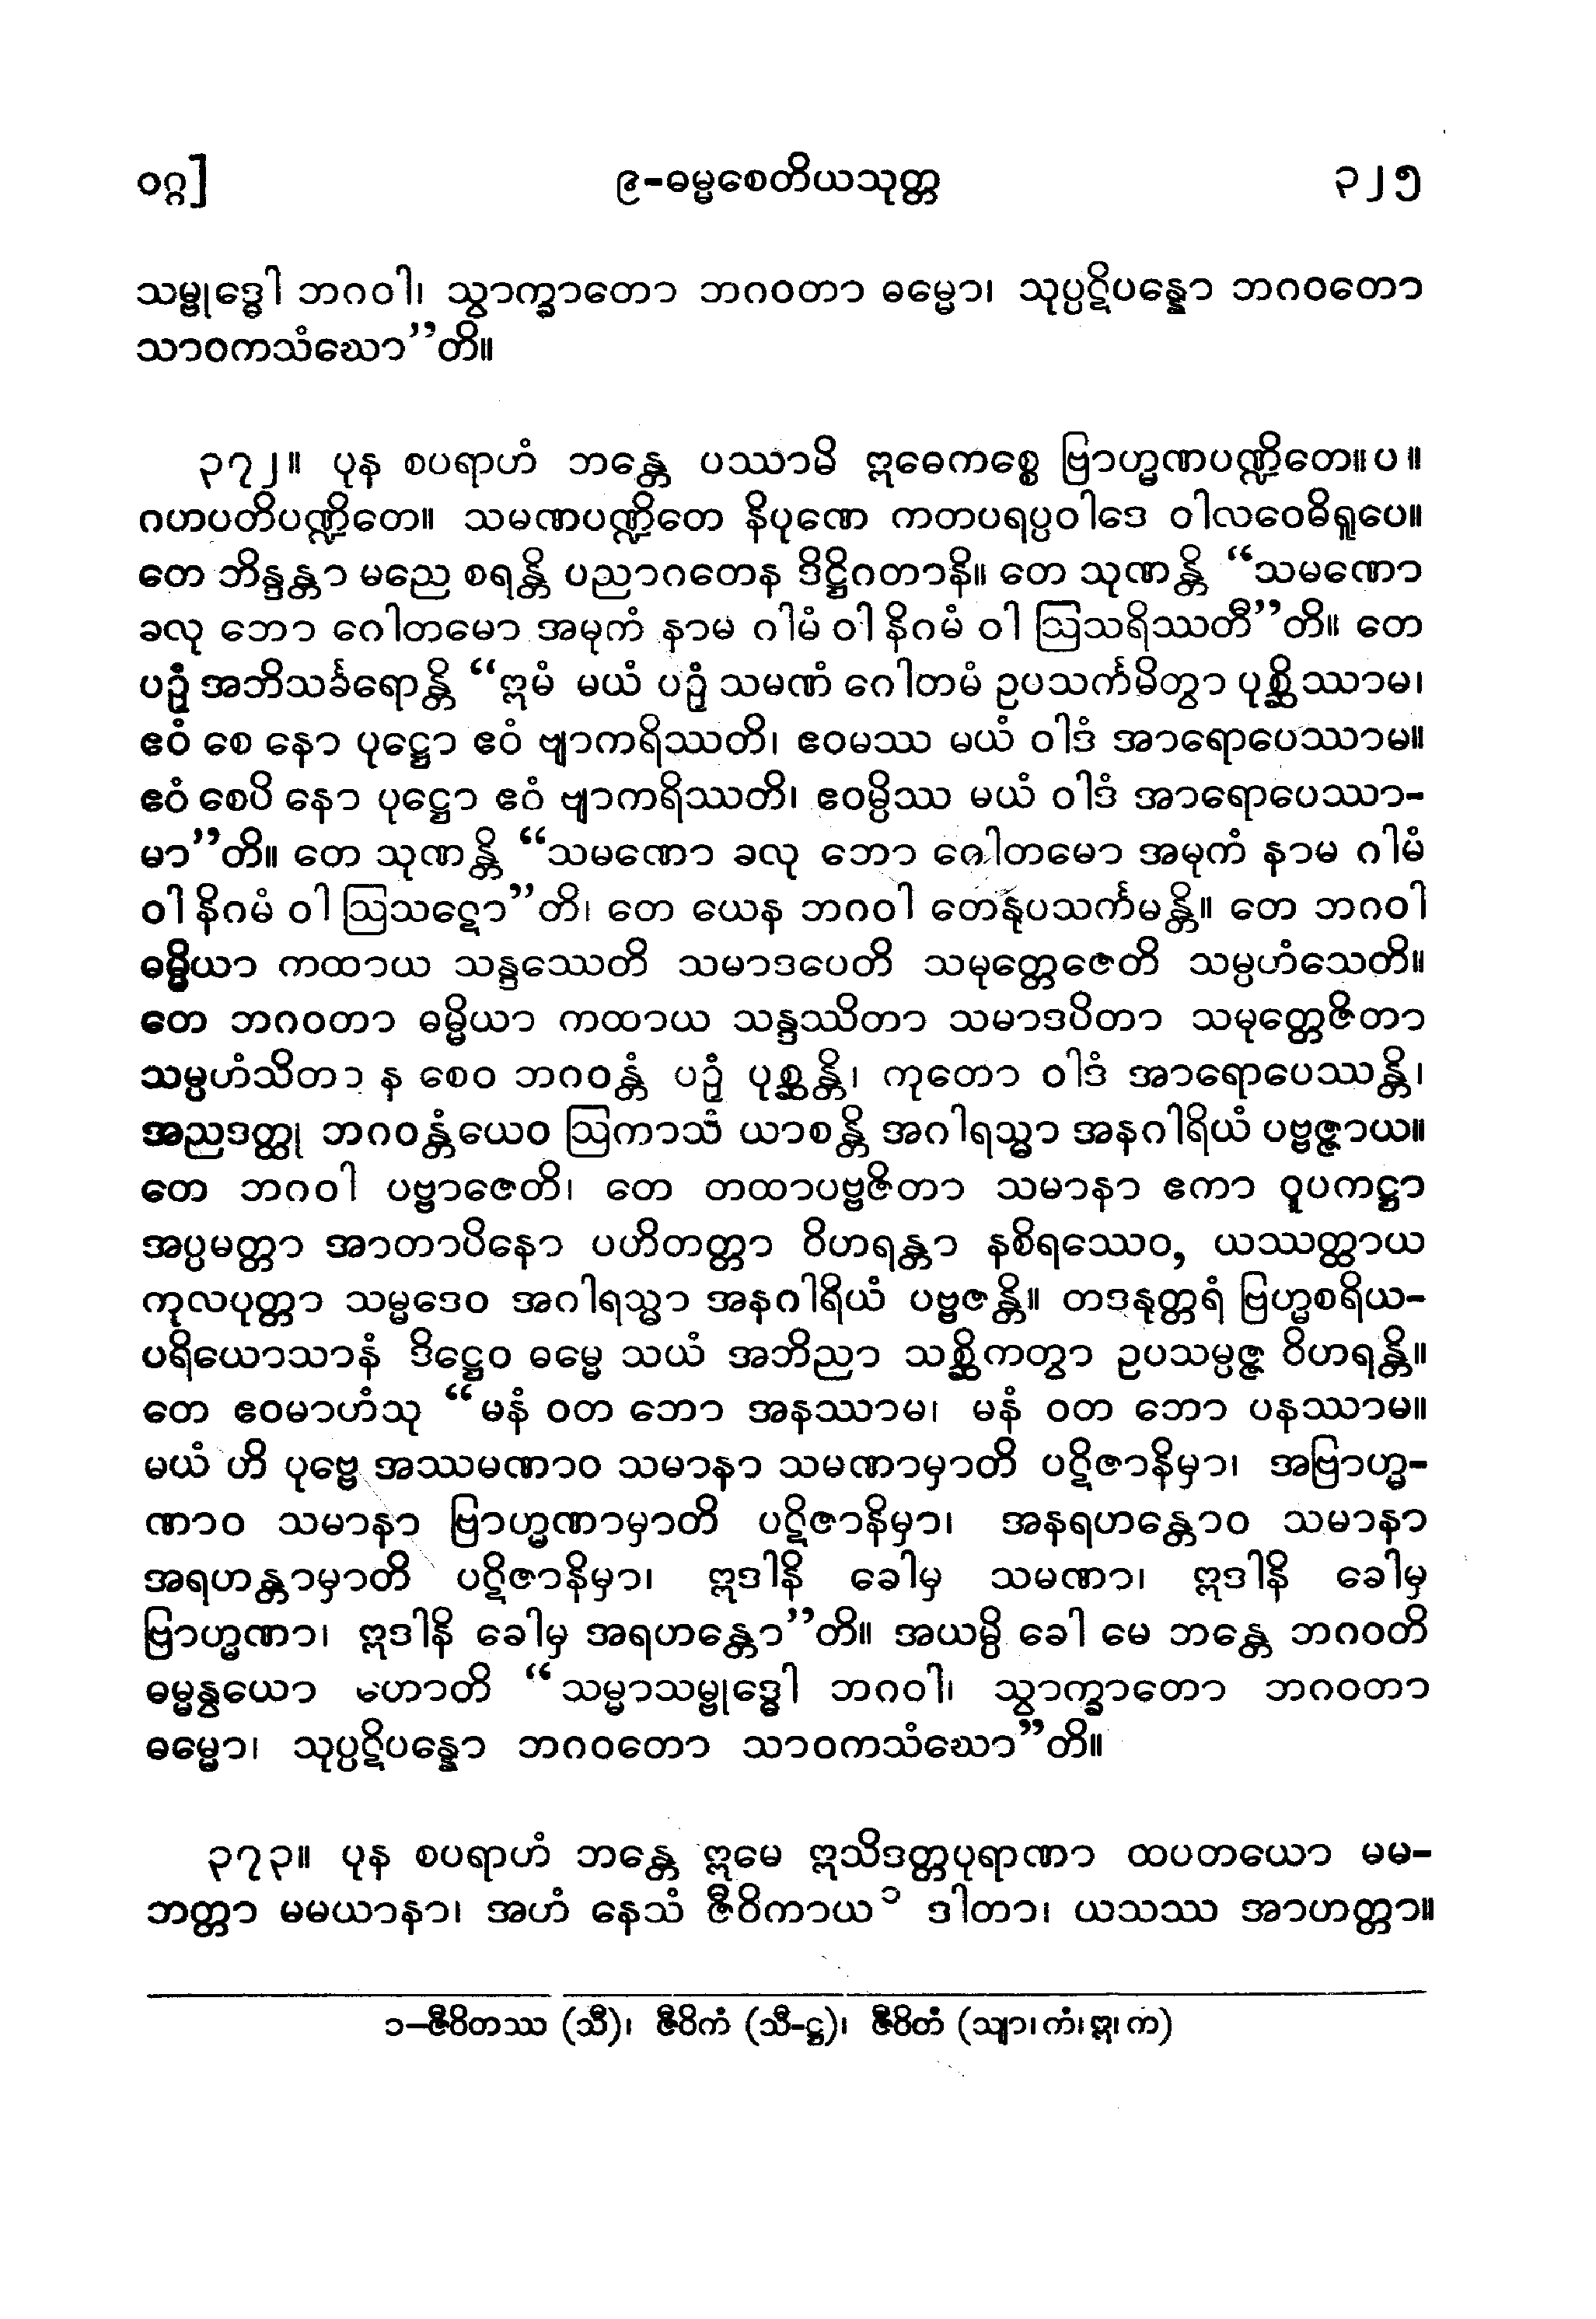 ဝဂ္ဂ]	၉-ဓမ္မစေတိယသုတ္တ	၃၂၅
သမ္ဗုဒ္ဓေါ ဘဂဝါ၊ သွာက္ခာတော ဘဂဝတာ ဓမ္မော၊ သုပ္ပဋိပန္နော ဘဂဝတော
သာဝကသံဃော”တိ။
၃၇၂။ ပုန စပရာဟံ ဘန္တေ ပဿာမိ ဣဓေကစ္စေ ဗြာဟ္မဏပဏ္ဍိတေ။ပ။
ဂဟပတိပဏ္ဍိတေ။ သမဏပဏ္ဍိတေ နိပုဏေ ကတပရပ္ပဝါဒေ ဝါလဝေဓိရူပေ။
တေ ဘိန္ဒန္တာ မညေ စရန္တိ ပညာဂတေန ဒိဋ္ဌိဂတာနိ။ တေ သုဏန္တိ “သမဏော
ခလု ဘော ဂေါတမော အမုကံ နာမ ဂါမံ ဝါ နိဂမံ ဝါ ဩသရိဿတီ”တိ။ တေ
ပဉှံ အဘိသင်္ခရောန္တိ “ဣမံ မယံ ပဉှံ သမဏံ ဂေါတမံ ဥပသင်္ကမိတွာ ပုစ္ဆိဿာမ၊
ဧဝံ စေ နော ပုဋ္ဌော ဧဝံ ဗျာကရိဿတိ၊ ဧဝမဿ မယံ ဝါဒံ အာရောပေဿာမ။
ဧဝံ စေပိ နော ပုဋ္ဌော ဧဝံ ဗျာကရိဿတိ၊ ဧဝမ္ပိဿ မယံ ဝါဒံ အာရောပေဿာ-
မာ”တိ။ တေ သုဏန္တိ “သမဏော ခလု ဘော ဂေါတမော အမုကံ နာမ ဂါမံ
ဝါ နိဂမံ ဝါ ဩသဋော”တိ၊ တေ ယေန ဘဂဝါ တေနုပသင်္ကမန္တိ။ တေ ဘဂဝါ
ဓမ္မိယာ ကထာယ သန္ဒဿေတိ သမာဒပေတိ သမုတ္တေဇေတိ သမ္ပဟံသေတိ။
တေ ဘဂဝတာ ဓမ္မိယာ ကထာယ သန္ဒဿိတာ သမာဒပိတာ သမုတ္တေဇိတာ
သမ္ပဟံသိတာ န စေဝ ဘဂဝန္တံ ပဉှံ ပုစ္ဆန္တိ၊ ကုတော ဝါဒံ အာရောပေဿန္တိ၊
အညဒတ္ထု ဘဂဝန္တံယေဝ ဩကာသံ ယာစန္တိ အဂါရသ္မာ အနဂါရိယံ ပဗ္ဗဇ္ဇာယ။
တေ ဘဂဝါ ပဗ္ဗာဇေတိ၊ တေ တထာပဗ္ဗဇိတာ သမာနာ ဧကာ ဝူပကဋ္ဌာ
အပ္ပမတ္တာ အာတာပိနော ပဟိတတ္တာ ဝိဟရန္တာ နစိရဿေဝ, ယဿတ္ထာယ
ကုလပုတ္တာ သမ္မဒေဝ အဂါရသ္မာ အနဂါရိယံ ပဗ္ဗဇန္တိ။ တဒနုတ္တရံ ဗြဟ္မစရိယ-
ပရိယောသာနံ ဒိဋ္ဌေဝ ဓမ္မေ သယံ အဘိညာ သစ္ဆိကတွာ ဥပသမ္ပဇ္ဇ ဝိဟရန္တိ။
တေ ဧဝမာဟံသု “မနံ ဝတ ဘော အနဿာမ၊ မနံ ဝတ ဘော ပနဿာမ။
မယံ ဟိ ပုဗ္ဗေ အဿမဏာဝ သမာနာ သမဏာမှာတိ ပဋိဇာနိမှာ၊ အဗြာဟ္မ-
ဏာဝ သမာနာ ဗြာဟ္မဏာမှာတိ ပဋိဇာနိမှာ၊ အနရဟန္တောဝ သမာနာ
အရဟန္တာမှာတိ ပဋိဇာနိမှာ၊ ဣဒါနိ ခေါမှ သမဏာ၊ ဣဒါနိ ခေါမှ
ဗြာဟ္မဏာ၊ ဣဒါနိ ခေါမှ အရဟန္တော”တိ။ အယမ္ပိ ခေါ မေ ဘန္တေ ဘဂဝတိ
ဓမ္မန္ဝယော ဟောတိ “သမ္မာသမ္ဗုဒ္ဓေါ ဘဂဝါ၊ သွာက္ခာတော ဘဂဝတာ
ဓမ္မော၊ သုပ္ပဋိပန္နော ဘဂဝတော သာဝကသံဃော”တိ။
၃၇၃။ ပုန စပရာဟံ ဘန္တေ ဣမေ ဣသိဒတ္တပုရာဏာ ထပတယော မမ-
ဘတ္တာ မမယာနာ၊ အဟံ နေသံ ဇီဝိကာယ၁ ဒါတာ၊ ယသဿ အာဟတ္တာ။
၁-ဇီဝိတဿ (သီ)၊ ဇီဝိကံ (သီ-ဋ္ဌ)၊ ဇီဝိတံ (သျာ၊ကံ၊ဣ၊က)